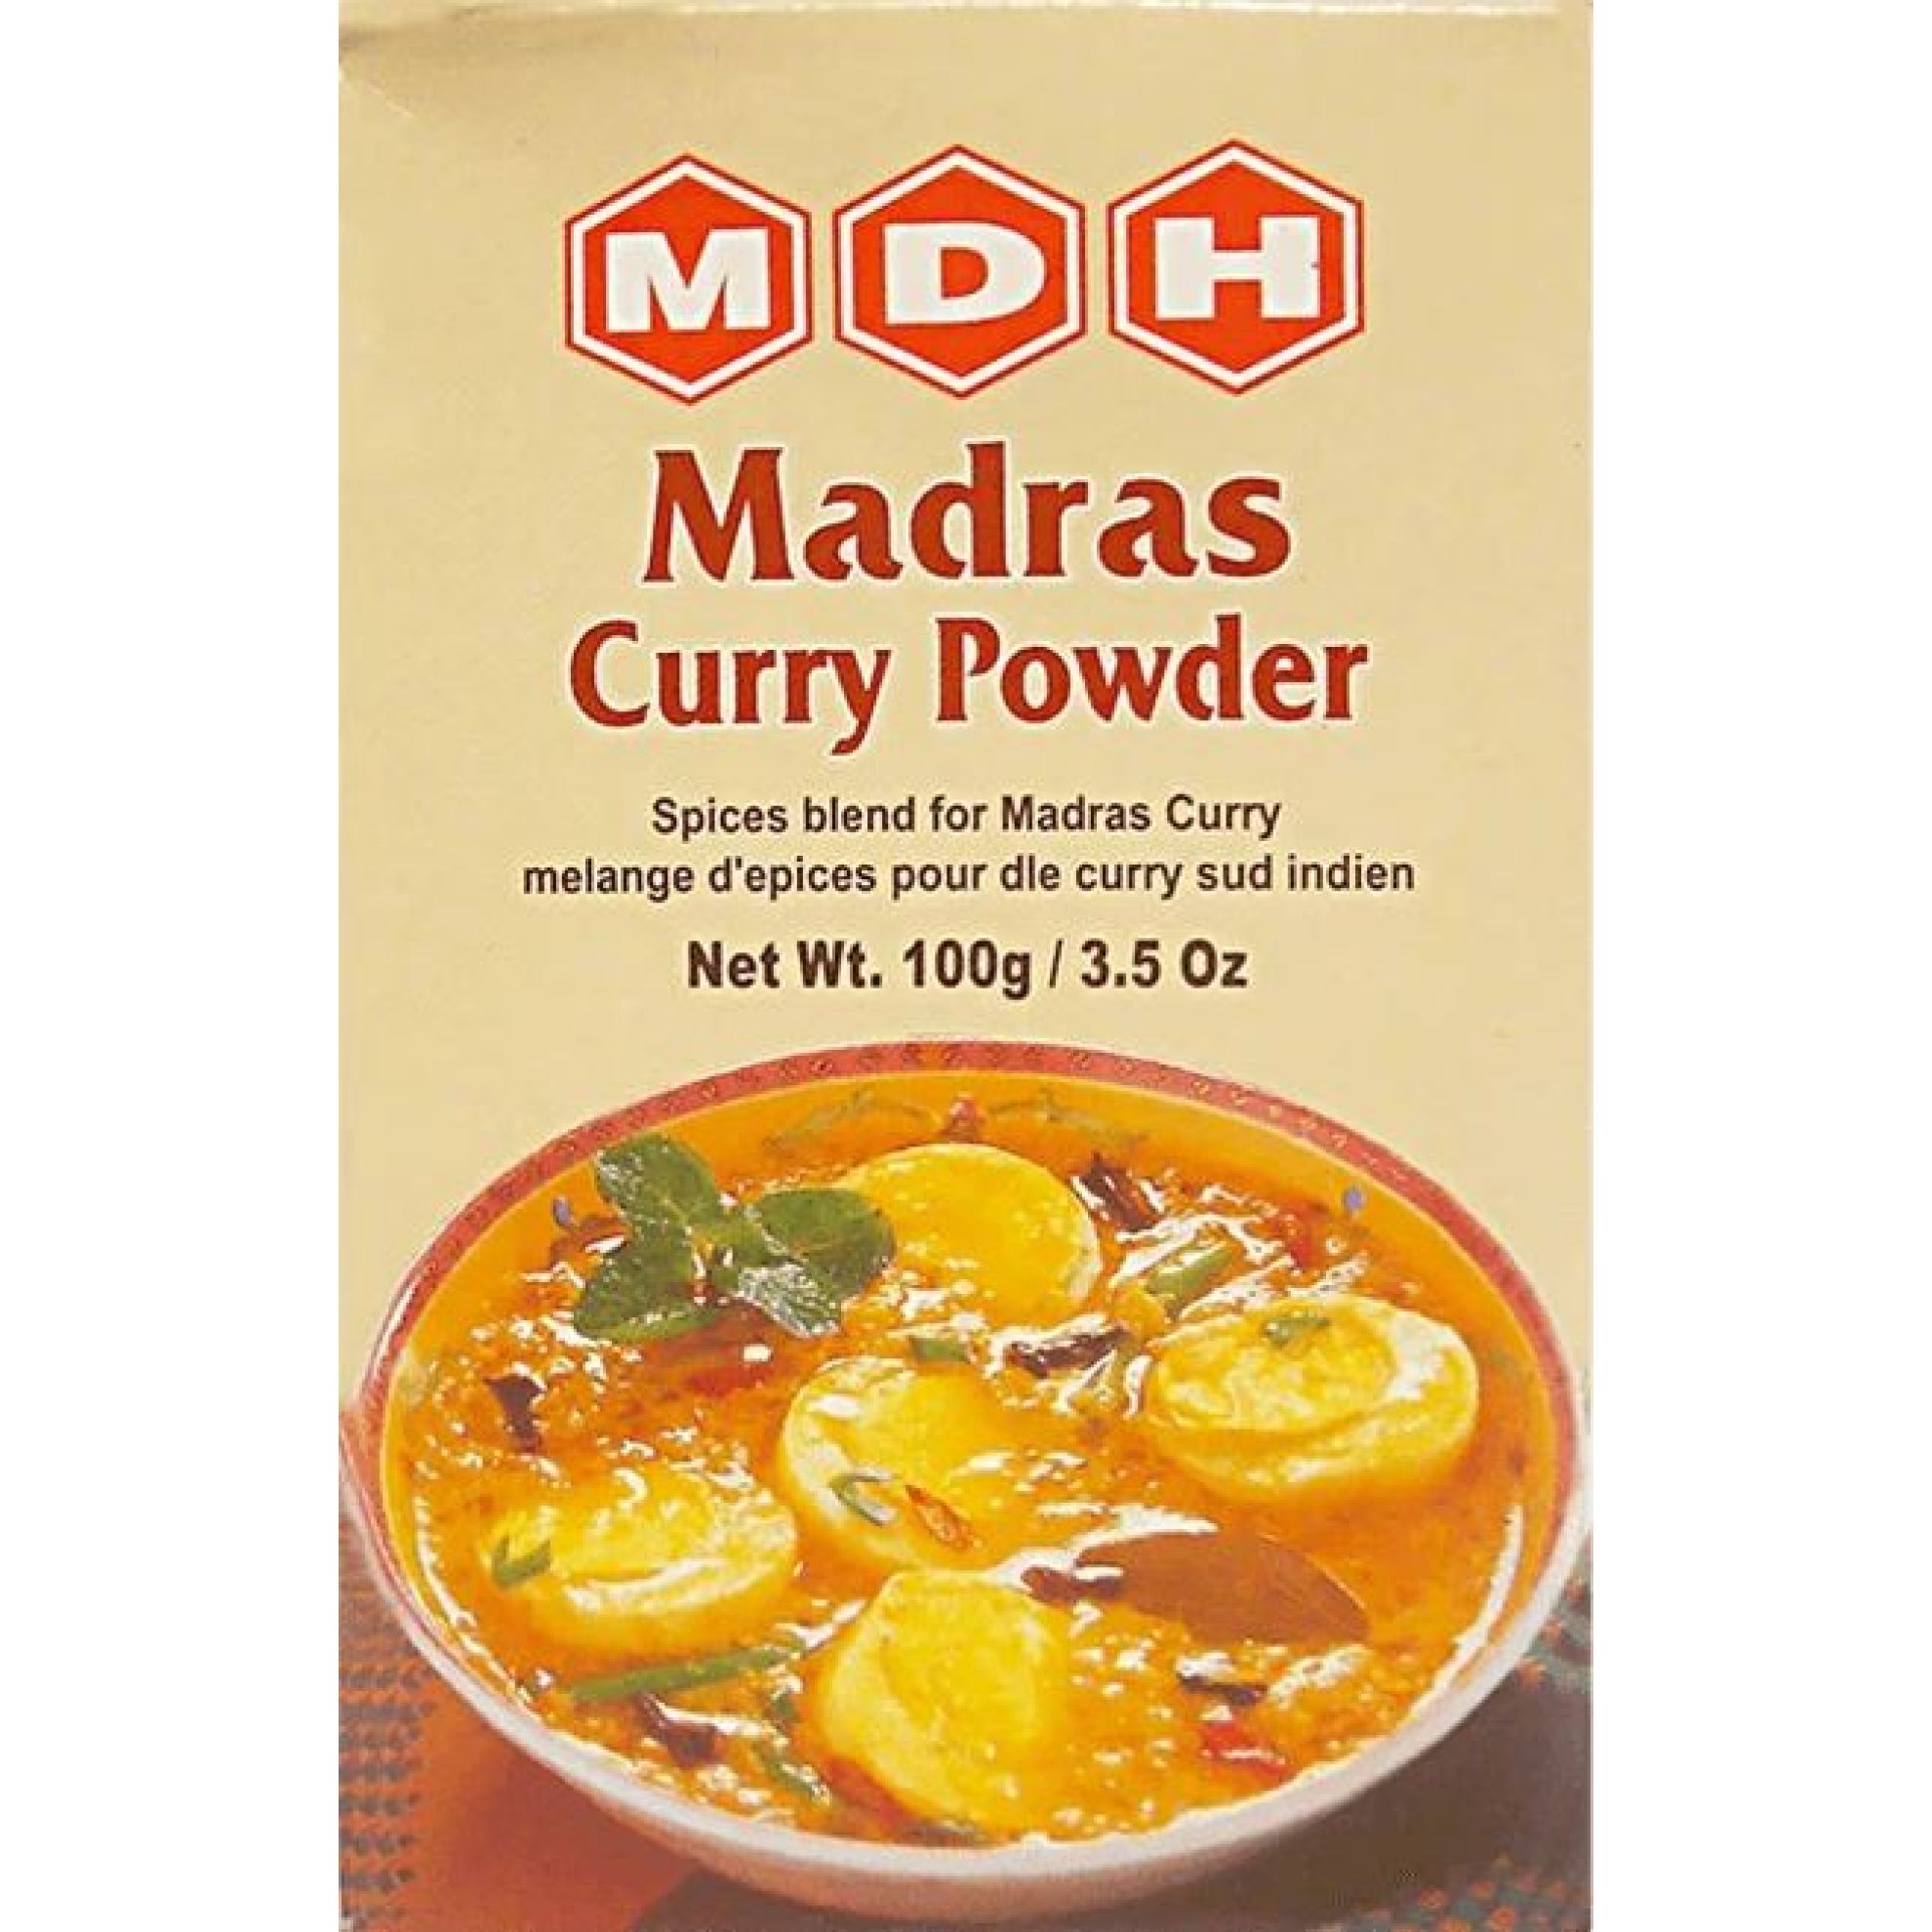 MDH
Madras
Curry Powder
Spices blend for Madras Curry
melange d'epices pour dle curry sud indien
Net Wt. 100g / 3.5 Oz